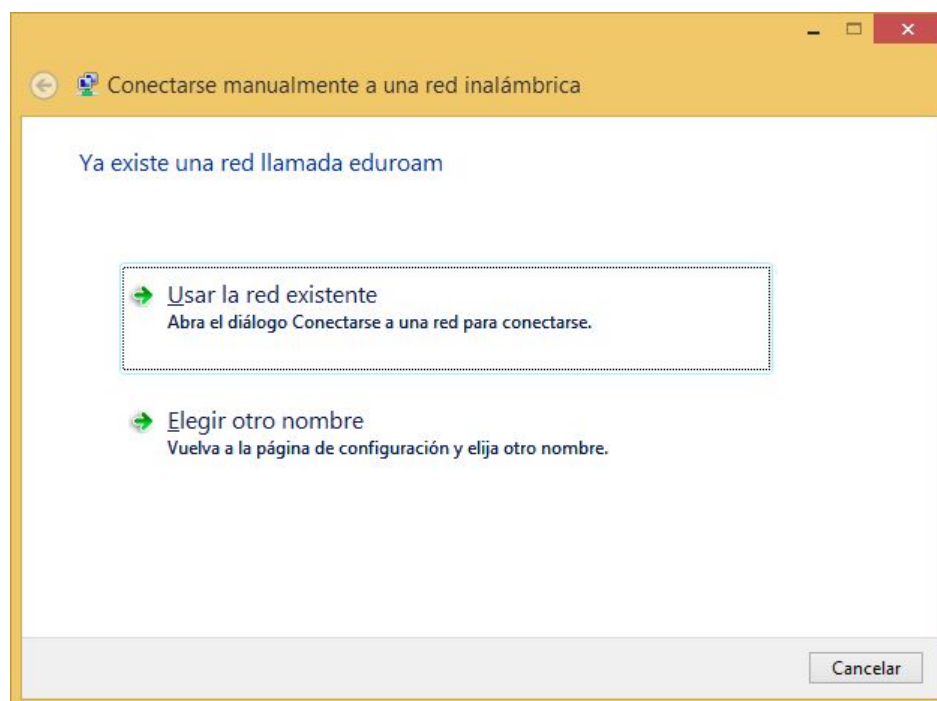 Conectarse manualmente a una red inalámbrica
Ya existe una red llamada eduroam
Usar la red existente
Abra el diálogo Conectarse a una red para conectarse.
Elegir otro nombre
Vuelva a la página de configuración y elija otro nombre.
Cancelar